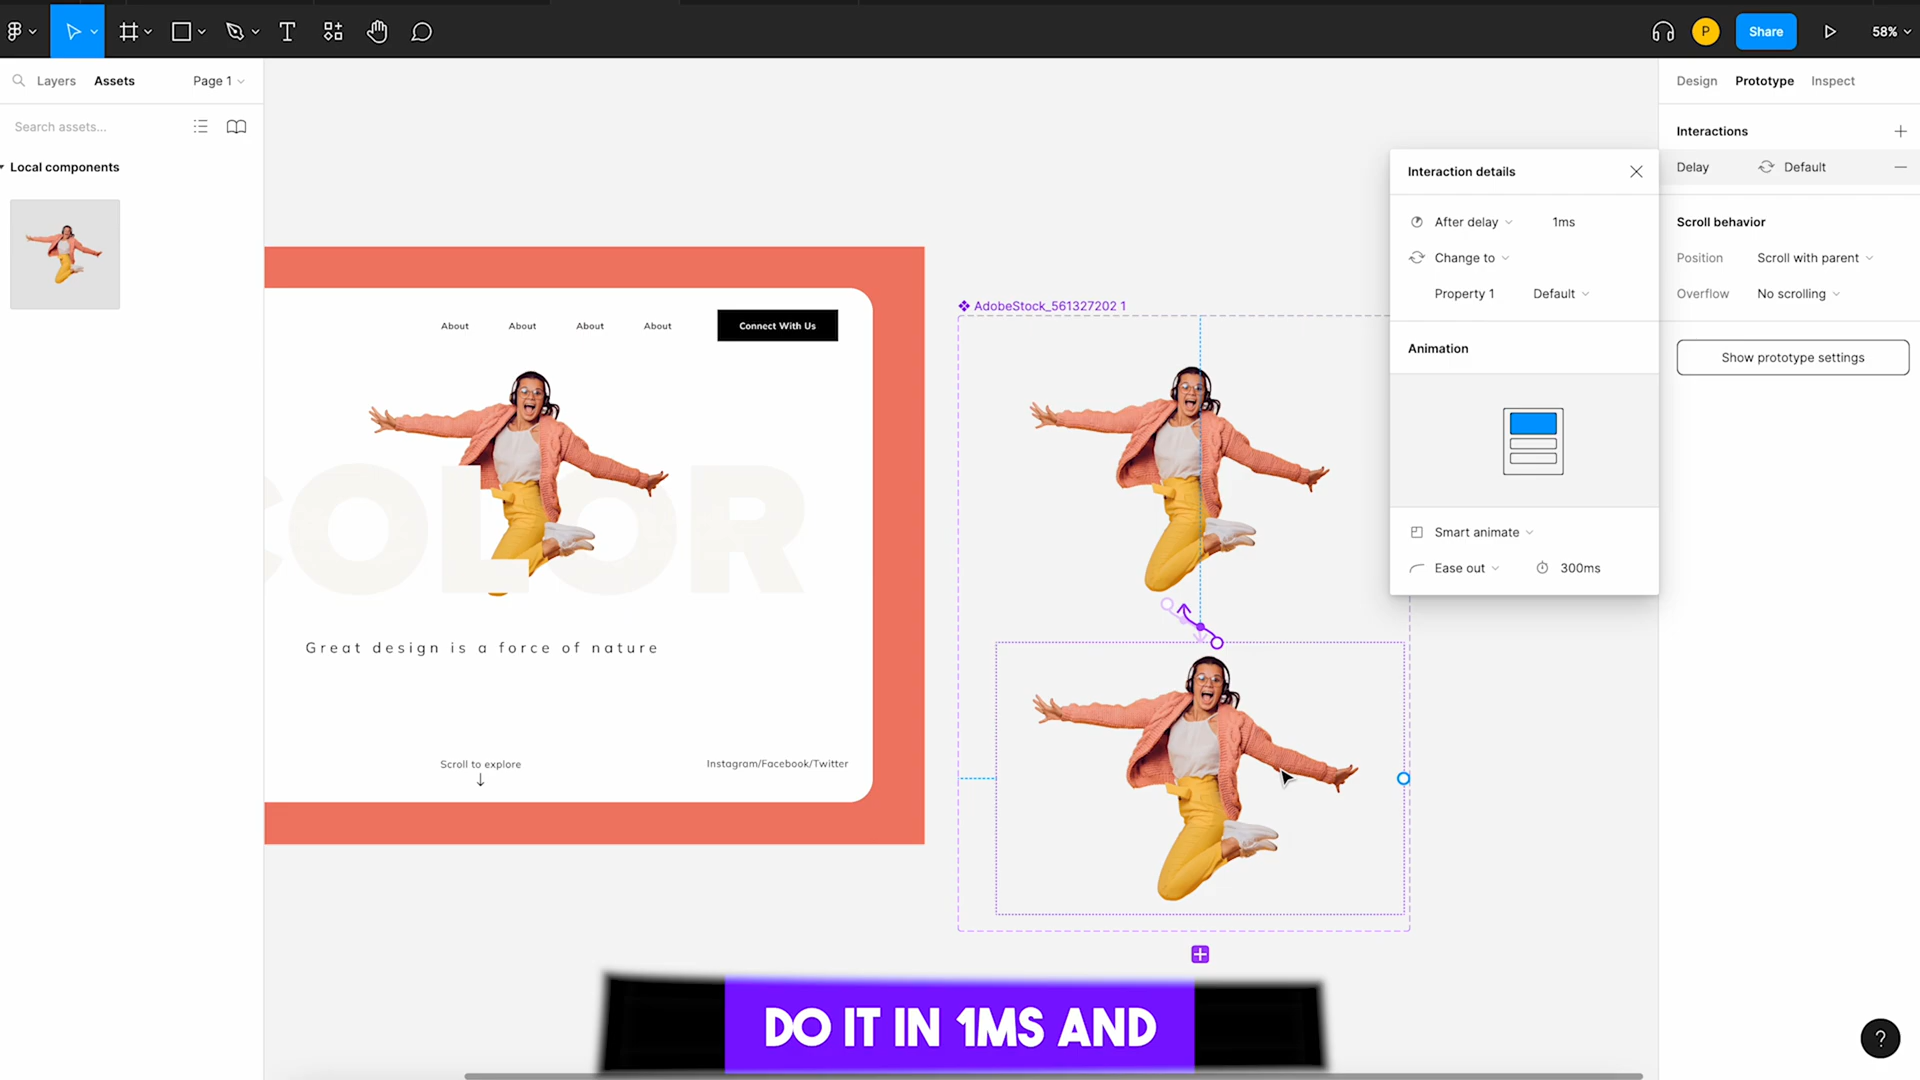 P
Share
58%
Layers
Assets
Page 1
Search assets...
Local components
About
About
About
About
Connect With Us
COLOR
Great design is a force of nature
Scroll to explore
Instagram/Facebook/Twitter
AdobeStock_561327202 1
Interaction details
After delay
1ms
Change to
Property 1
Default
Animation
Smart animate
Ease out
300ms
Design
Prototype
Inspect
Interactions
Delay
Default
Scroll behavior
Position
Scroll with parent
Overflow
No scrolling
Show prototype settings
DO IT IN 1MS AND
?